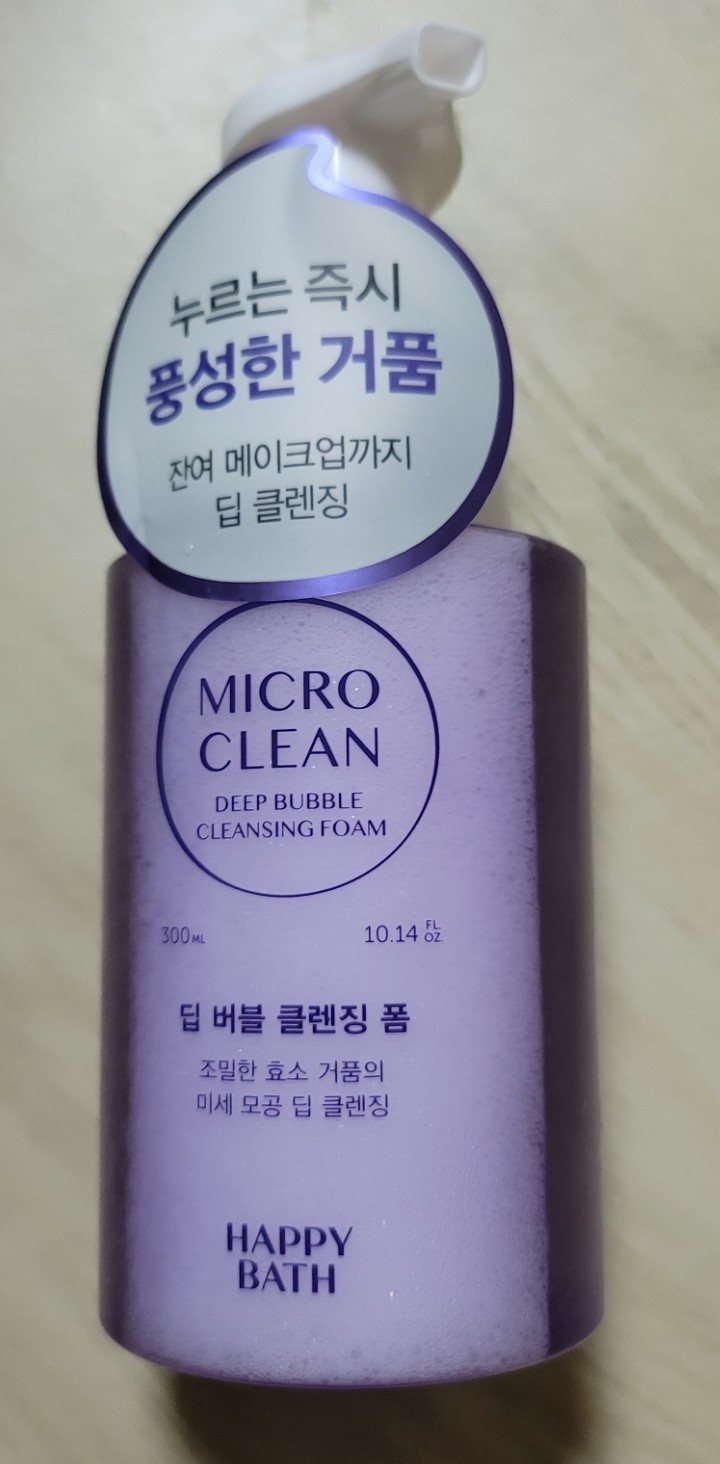 누르는 즉시
풍성한 거품
잔여 메이크업까지
딥 클렌징
MICRO
CLEAN
DEEP BUBBLE
CLEANSING FOAM
300ML 10.14 FL OZ.
딥 버블 클렌징 폼
조밀한 효소 거품의
미세 모공 딥 클렌징
HAPPY
BATH